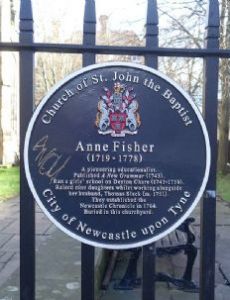 Church of St. John the Baptist
Anne Fisher
(1719 - 1778)
A pioneering educationalist.
Published A New Grammar (1745).
Ran a girls' school on Denton Chare (1745-1750).
Raised nine daughters whilst working alongside
her husband, Thomas Slack (m. 1751).
They established the
Newcastle Chronicle in 1764.
Buried in this churchyard.
City of Newcastle upon Tyne